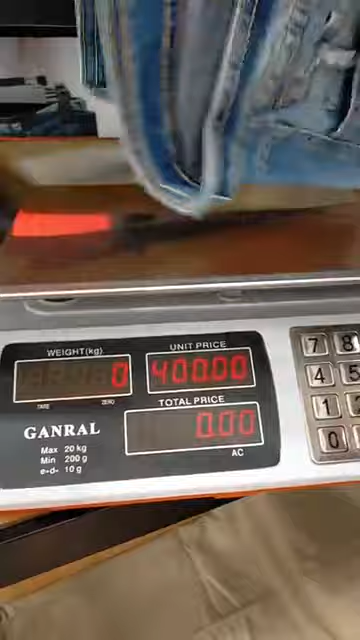 WEIGHT(kg)
UNIT PRICE
0
400.00
TARE
ZERO
TOTAL PRICE
0.00
GANRAL
AC
Max 20 kg
Min 200 g
e=d= 10 g
7 8
4 5
1 2
0